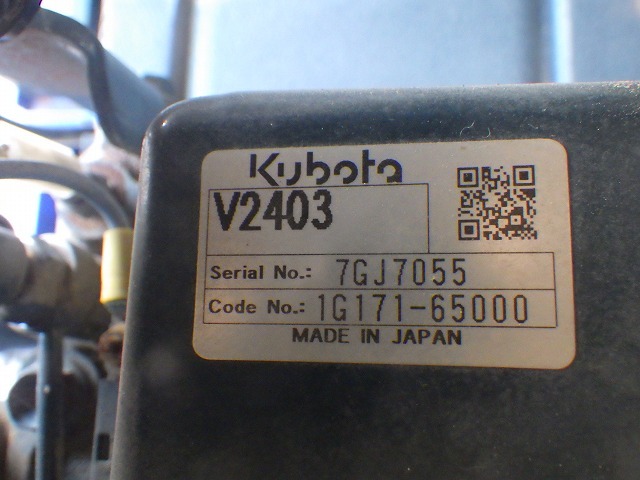 Kubota
V2403
Serial No.: 7GJ7055
Code No.: 1G171-65000
MADE IN JAPAN